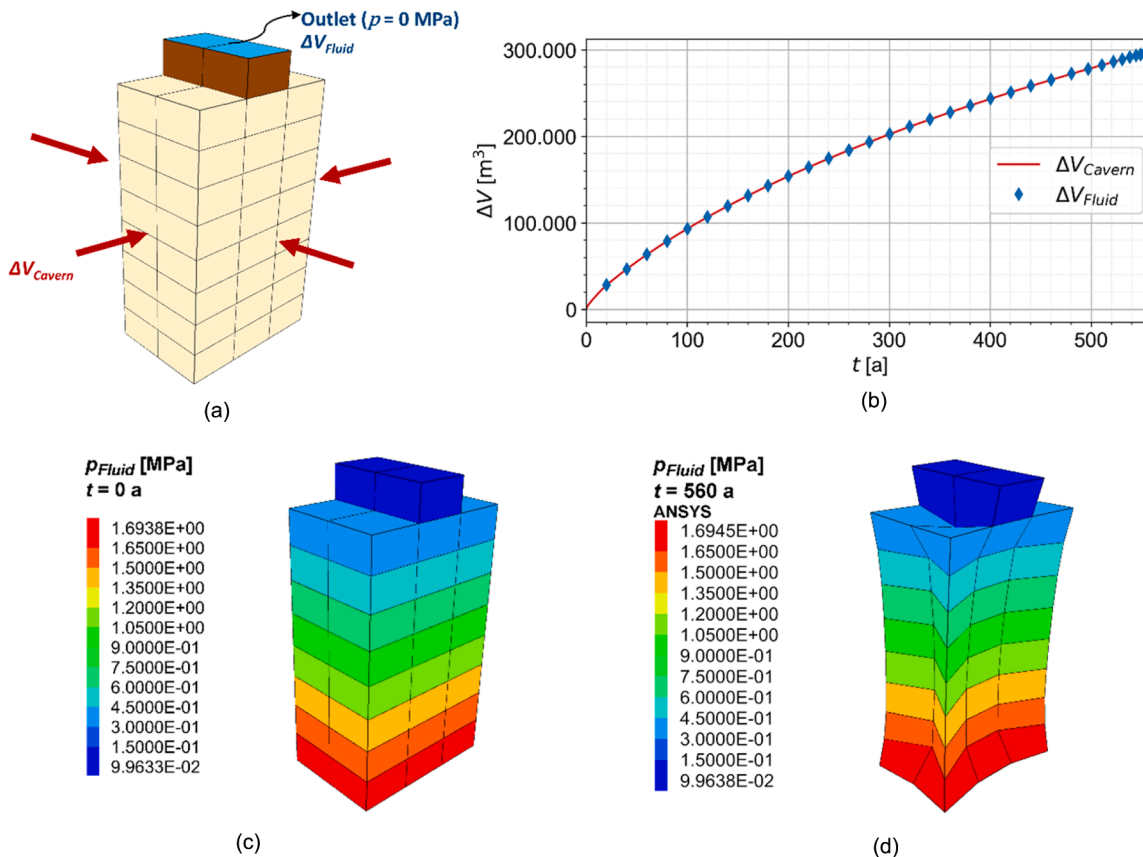 Outlet (p = 0 MPa)
ΔV_Fluid
ΔV_Cavern
(a)
300.000
200.000
100.000
0
ΔV [m³]
0 100 200 300 400 500
t [a]
ΔV_Cavern
ΔV_Fluid
(b)
p_Fluid [MPa]
t = 0 a
1.6938E+00
1.6500E+00
1.5000E+00
1.3500E+00
1.2000E+00
1.0500E+00
9.0000E-01
7.5000E-01
6.0000E-01
4.5000E-01
3.0000E-01
1.5000E-01
9.9633E-02
(c)
p_Fluid [MPa]
t = 560 a
ANSYS
1.6945E+00
1.6500E+00
1.5000E+00
1.3500E+00
1.2000E+00
1.0500E+00
9.0000E-01
7.5000E-01
6.0000E-01
4.5000E-01
3.0000E-01
1.5000E-01
9.9638E-02
(d)